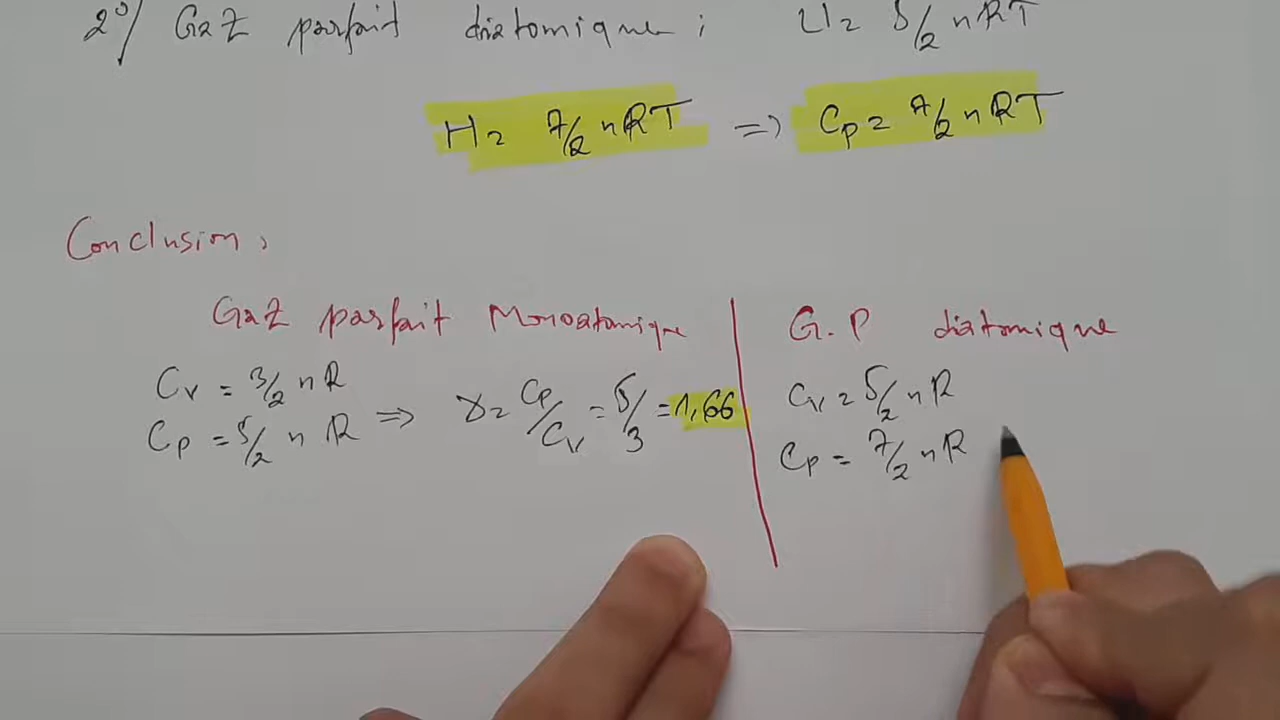 2°/ GaZ parfait diatomique : U = 5/2 nRT
H = 7/2 nRT => Cp = 7/2 nRT
Conclusion,
GaZ parfait Monoatomique
Cv = 3/2 nR
Cp = 5/2 nR => γ = Cp/Cv = 5/3 = 1,66
G.P diatomique
Cv = 5/2 nR
Cp = 7/2 nR